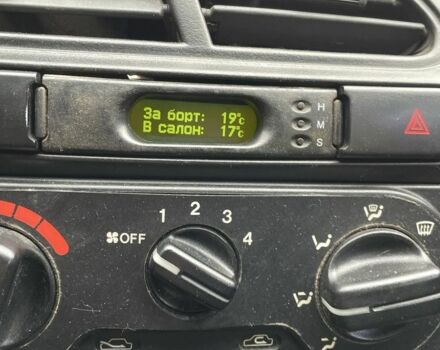 За борт: 19°c
В салон: 17°c
H
M
S
OFF 1 2 3 4